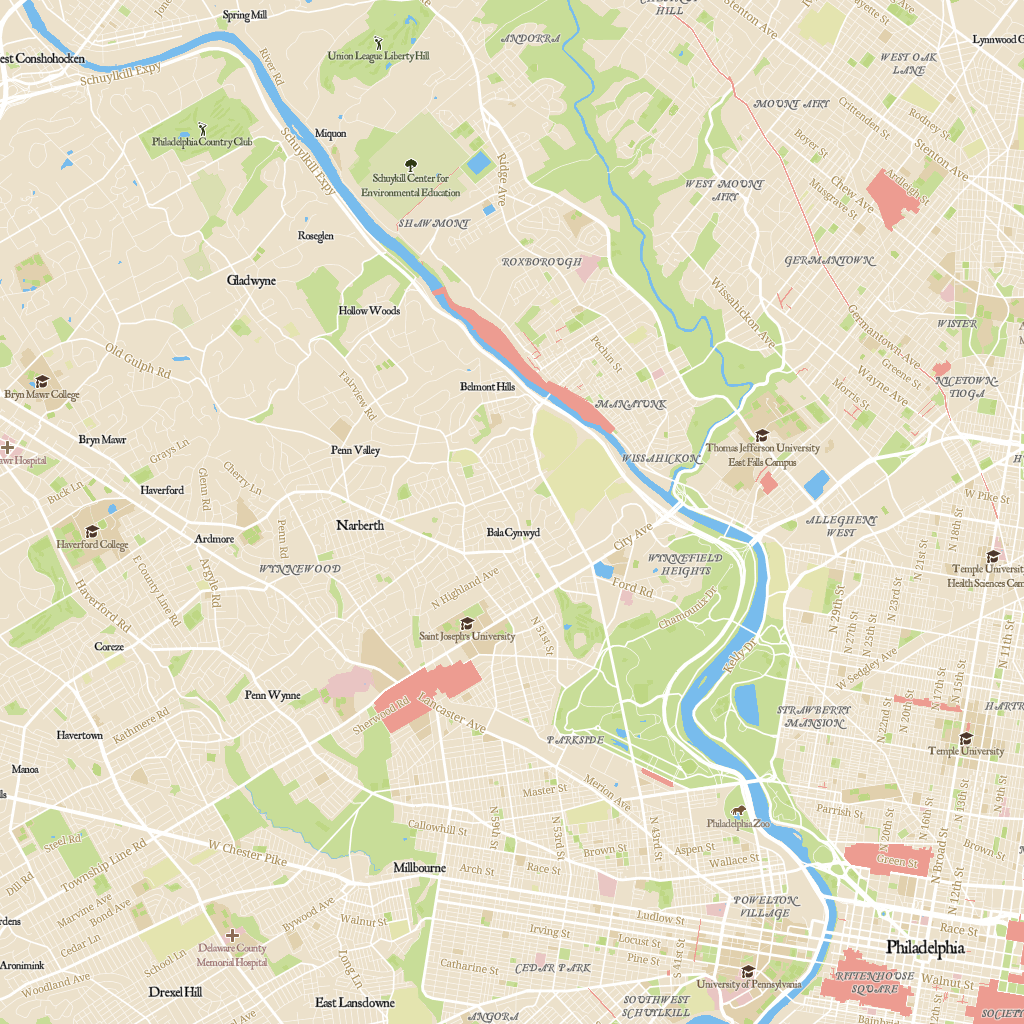 Spring Mill
CHESTNUT
HILL
Stenton Ave
Fayette St
est Conshohocken
Schuylkill Expy
River Rd
Union League Liberty Hill
ANDORRA
WEST OAK
LANE
Lynnwood G
Philadelphia Country Club
Miquon
Schuylkill Expy
Schuylkill Center for
Environmental Education
Ridge Ave
MOUNT AIRY
Crittenden St
Rodney St
Boyer St
Stenton Ave
WEST MOUNT
AIRY
Chew Ave
Musgrave St
Ardleigh St
SHAWMONT
Roseglen
ROXBOROUGH
GERMANTOWN
Gladwyne
Hollow Woods
Wissahickon Ave
WISTER
Old Gulph Rd
Pechin St
Germantown Ave
Greene St
Wayne Ave
Morris St
NICETOWN-
TIOGA
Bryn Mawr College
Fairview Rd
Belmont Hills
MANAYUNK
Bryn Mawr
Grays Ln
Penn Valley
WISSAHICKON
Thomas Jefferson University
East Falls Campus
awr Hospital
Buck Ln
Haverford
Glenn Rd
Cherry Ln
W Pike St
Haverford College
Ardmore
Penn Rd
Narberth
Bala Cynwyd
City Ave
ALLEGHENY
WEST
N 18th St
N 21st St
WYNNEWOOD
WYNNEFIELD
HEIGHTS
Temple University
Health Sciences Cam
E County Line Rd
Argyle Rd
Haverford Rd
N Highland Ave
Ford Rd
Chamounix Dr
N 29th St
N 27th St
N 25th St
N 23rd St
Saint Joseph's University
N 51st St
Kelly Dr
N 11th St
Coreze
W Sedgley Ave
Penn Wynne
Sherwood Rd
Lancaster Ave
STRAWBERRY
MANSION
N 22nd St
N 20th St
N 17th St
N 15th St
HARTR
Kathmere Rd
Havertown
PARKSIDE
Temple University
Manoa
Merion Ave
Master St
N 13th St
N 9th St
lls
Callowhill St
N 59th St
N 53rd St
N 43rd St
Philadelphia Zoo
Parrish St
N 20th St
N 16th St
Steel Rd
Township Line Rd
W Chester Pike
Brown St
Aspen St
Wallace St
Green St
N Broad St
Brown St
Dill Rd
Millbourne
Arch St
Race St
N 12th St
Marvine Ave
Bond Ave
Bywood Ave
Walnut St
Ludlow St
POWELTON
VILLAGE
Race St
rdens
Cedar Ln
Delaware County
Memorial Hospital
Irving St
Locust St
Pine St
S 41st St
Philadelphia
Aronimink
School Ln
Long Ln
Catharine St
CEDAR PARK
University of Pennsylvania
RITTENHOUSE
SQUARE
Walnut St
Woodland Ave
Drexel Hill
East Lansdowne
ANGORA
SOUTHWEST
SCHUYLKILL
SOCIETY
Bainbrid